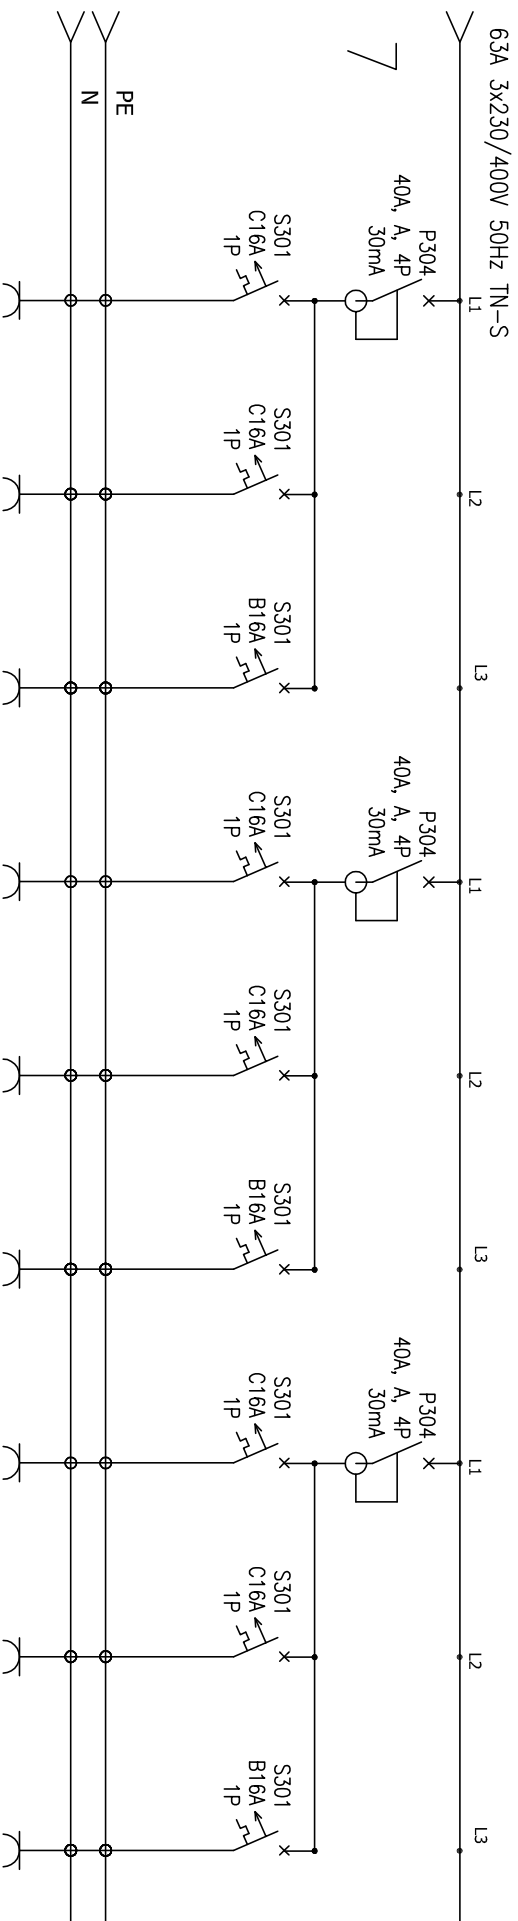 63A 3x230/400V 50Hz TN-S
L1
L2
L3
L1
L2
L3
L1
L2
L3
P304
40A, A, 4P
30mA
P304
40A, A, 4P
30mA
P304
40A, A, 4P
30mA
S301
C16A
1P
S301
C16A
1P
S301
B16A
1P
S301
C16A
1P
S301
C16A
1P
S301
B16A
1P
S301
C16A
1P
S301
C16A
1P
S301
B16A
1P
PE
N